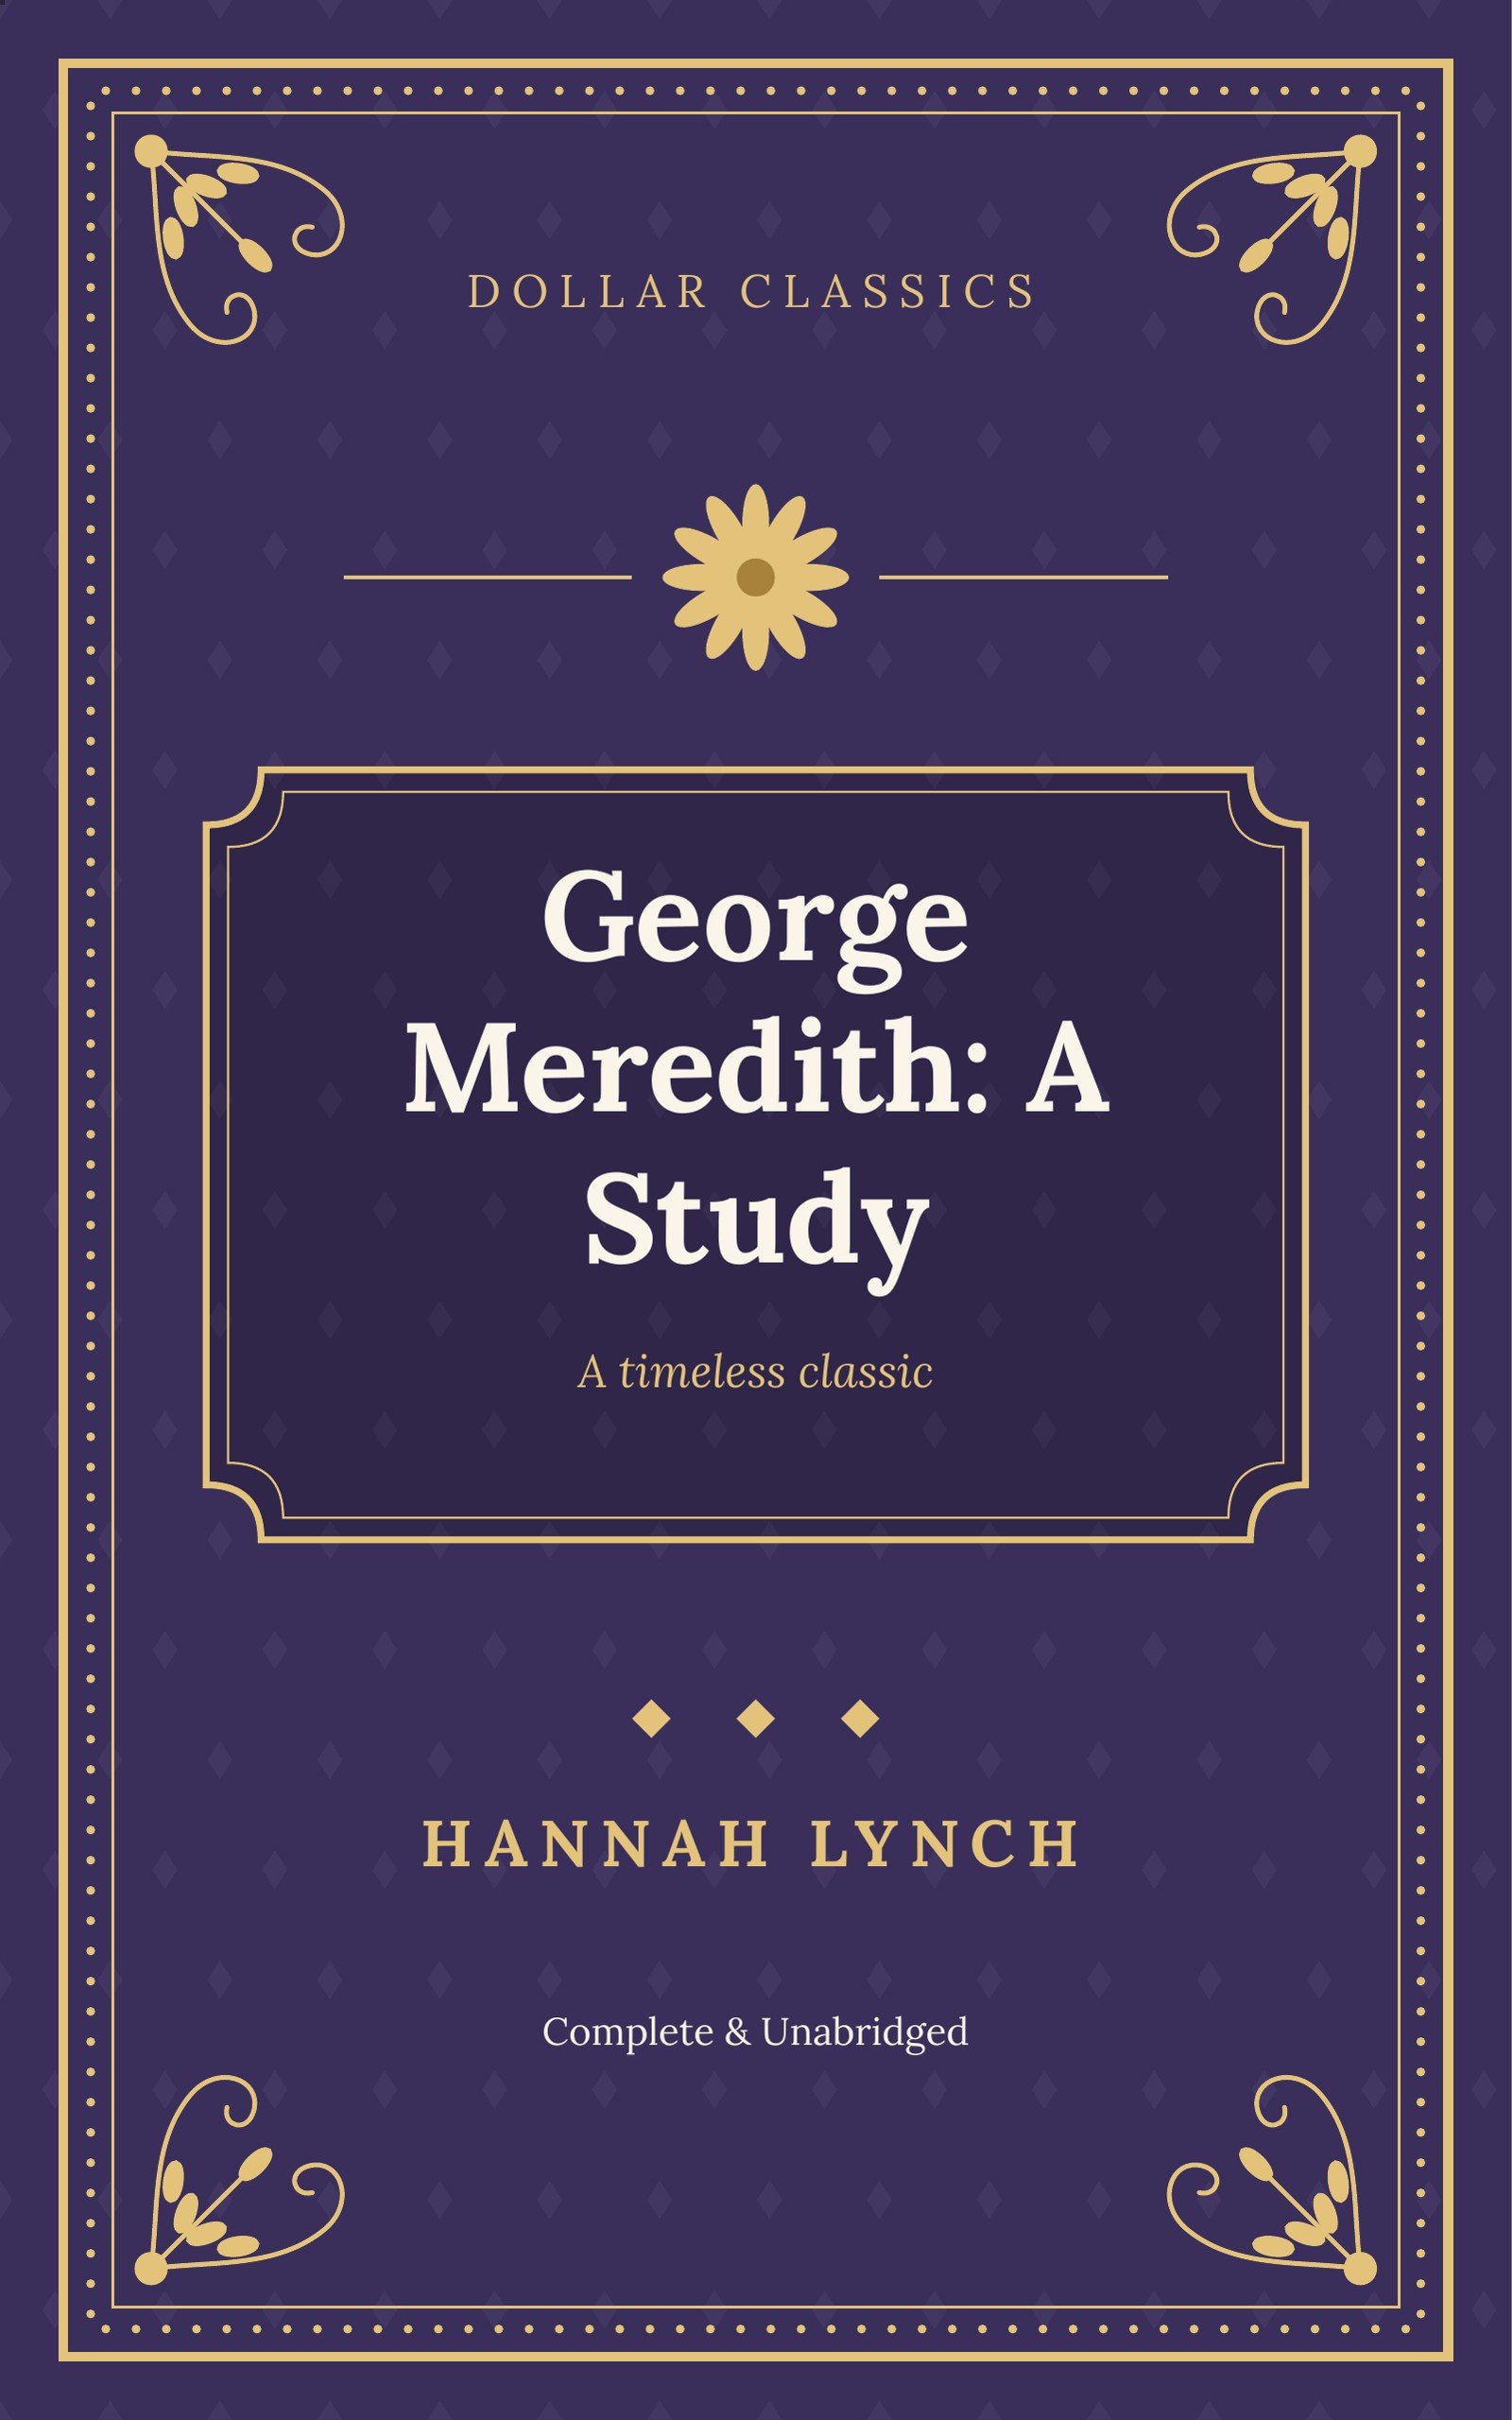 DOLLAR CLASSICS
George
Meredith: A
Study
A timeless classic
HANNAH LYNCH
Complete & Unabridged